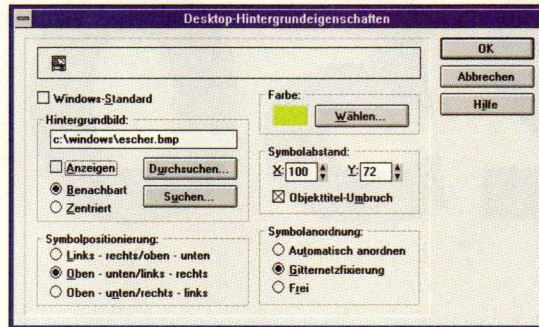 Desktop-Hintergrundeigenschaften
OK
Abbrechen
Hilfe
Windows-Standard
Hintergrundbild:
c:\windows\escher.bmp
Anzeigen
Durchsuchen...
Benachbart
Suchen...
Zentriert
Farbe:
Wählen...
Symbolabstand:
X: 100 Y: 72
Objekttitel-Umbruch
Symbolpositionierung:
Links - rechts/oben - unten
Oben - unten/links - rechts
Oben - unten/rechts - links
Symbolanordnung:
Automatisch anordnen
Gitternetzfixierung
Frei